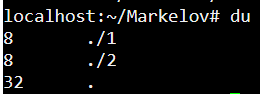 localhost:~/Markelov# du
8       ./1
8       ./2
32      .